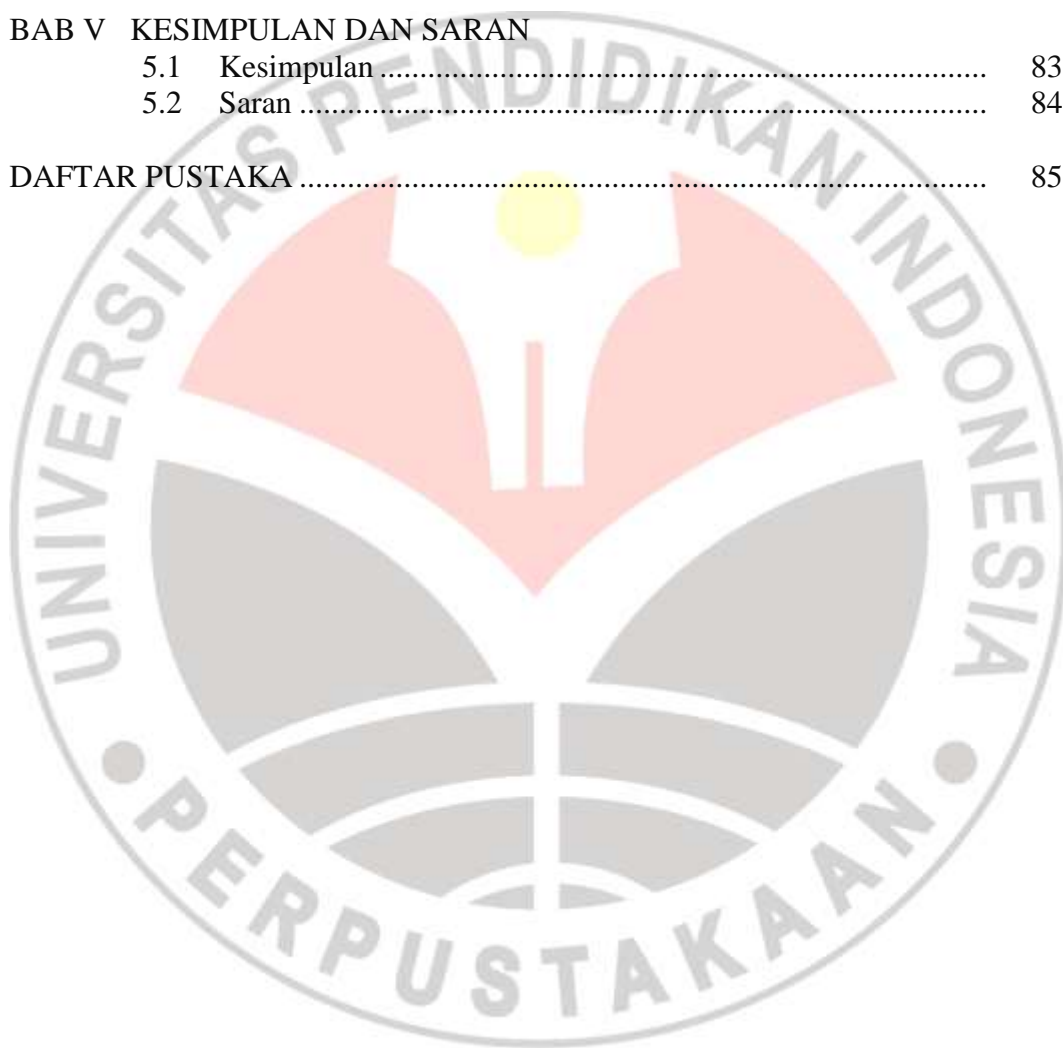 BAB V KESIMPULAN DAN SARAN
5.1 Kesimpulan ........................................................................... 83
5.2 Saran ..................................................................................... 84
DAFTAR PUSTAKA ..................................................................................... 85
UNIVERSITAS PENDIDIKAN INDONESIA
PERPUSTAKAAN